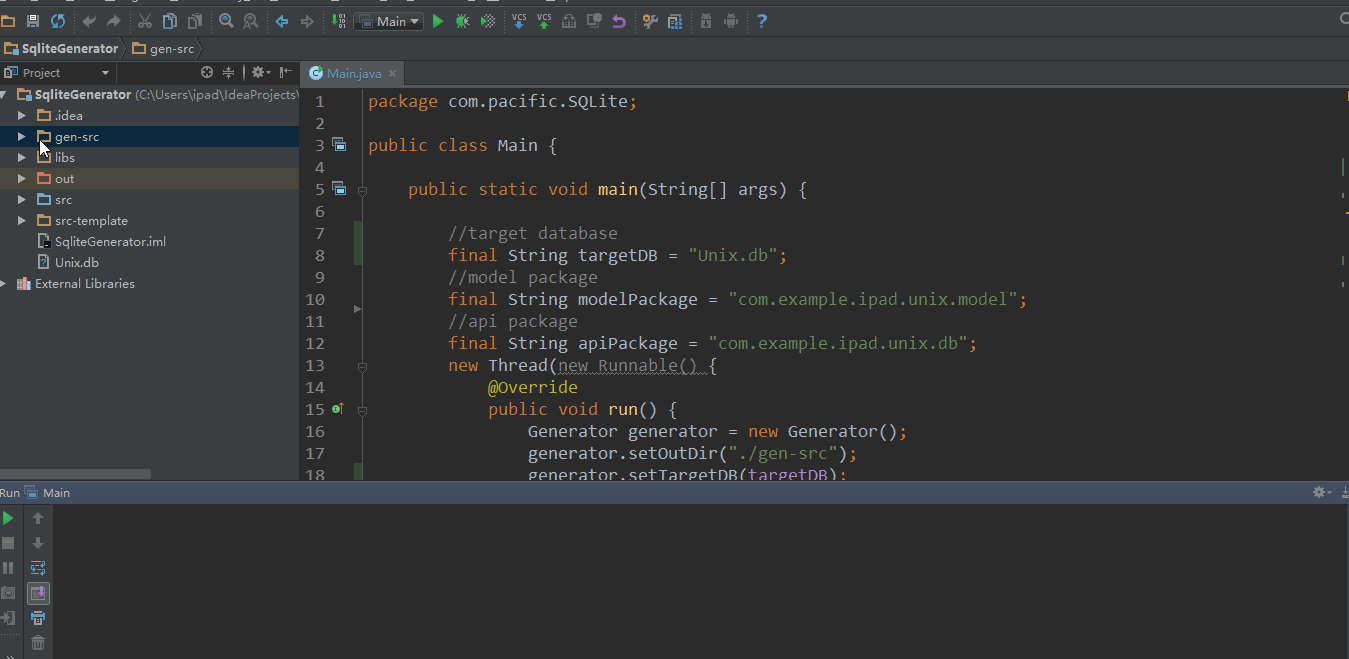 Main
VCS VCS
SqliteGenerator gen-src
Project
Main.java
SqliteGenerator (C:\Users\ipad\IdeaProjects\
.idea
gen-src
libs
out
src
src-template
SqliteGenerator.iml
Unix.db
External Libraries
1 package com.pacific.SQLite;
2
3 public class Main {
4
5 public static void main(String[] args) {
6
7 //target database
8 final String targetDB = "Unix.db";
9 //model package
10 final String modelPackage = "com.example.ipad.unix.model";
11 //api package
12 final String apiPackage = "com.example.ipad.unix.db";
13 new Thread(new Runnable() {
14 @Override
15 public void run() {
16 Generator generator = new Generator();
17 generator.setOutDir("./gen-src");
18 generator.setTargetDB(targetDB);
Run Main